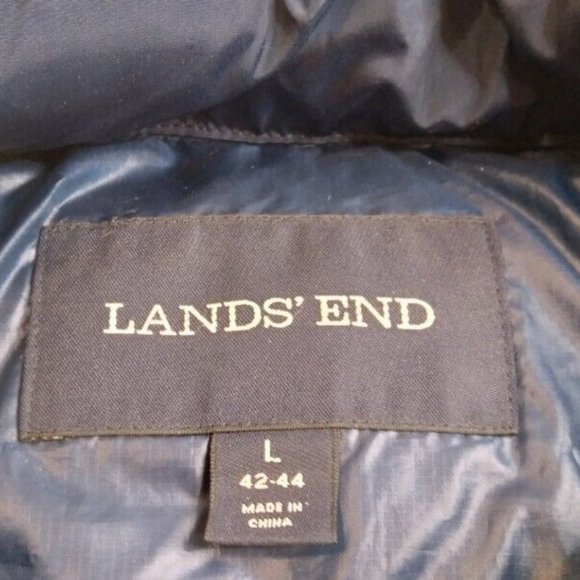 LANDS' END
L
42-44
MADE IN
CHINA